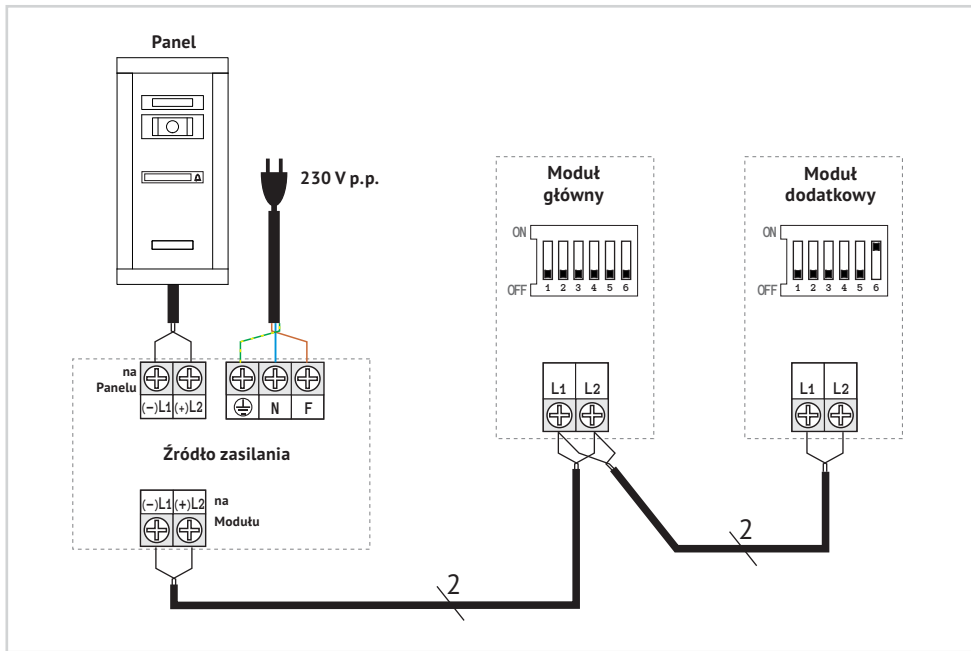 Panel
230 V p.p.
na
Panelu
(-)L1 (+)L2
N F
Źródło zasilania
(-)L1 (+)L2
na
Modułu
2
Moduł
główny
ON
OFF
1 2 3 4 5 6
L1 L2
2
Moduł
dodatkowy
ON
OFF
1 2 3 4 5 6
L1 L2